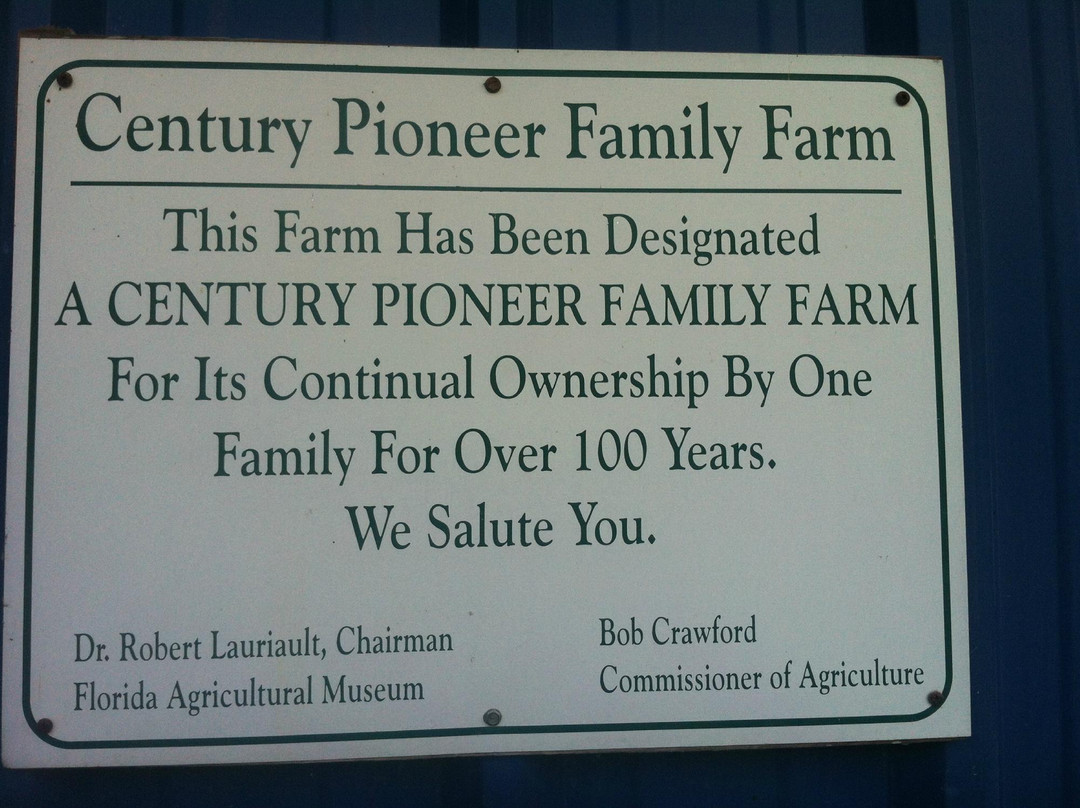 Century Pioneer Family Farm
This Farm Has Been Designated
A CENTURY PIONEER FAMILY FARM
For Its Continual Ownership By One
Family For Over 100 Years.
We Salute You.
Dr. Robert Lauriault, Chairman
Florida Agricultural Museum
Bob Crawford
Commissioner of Agriculture